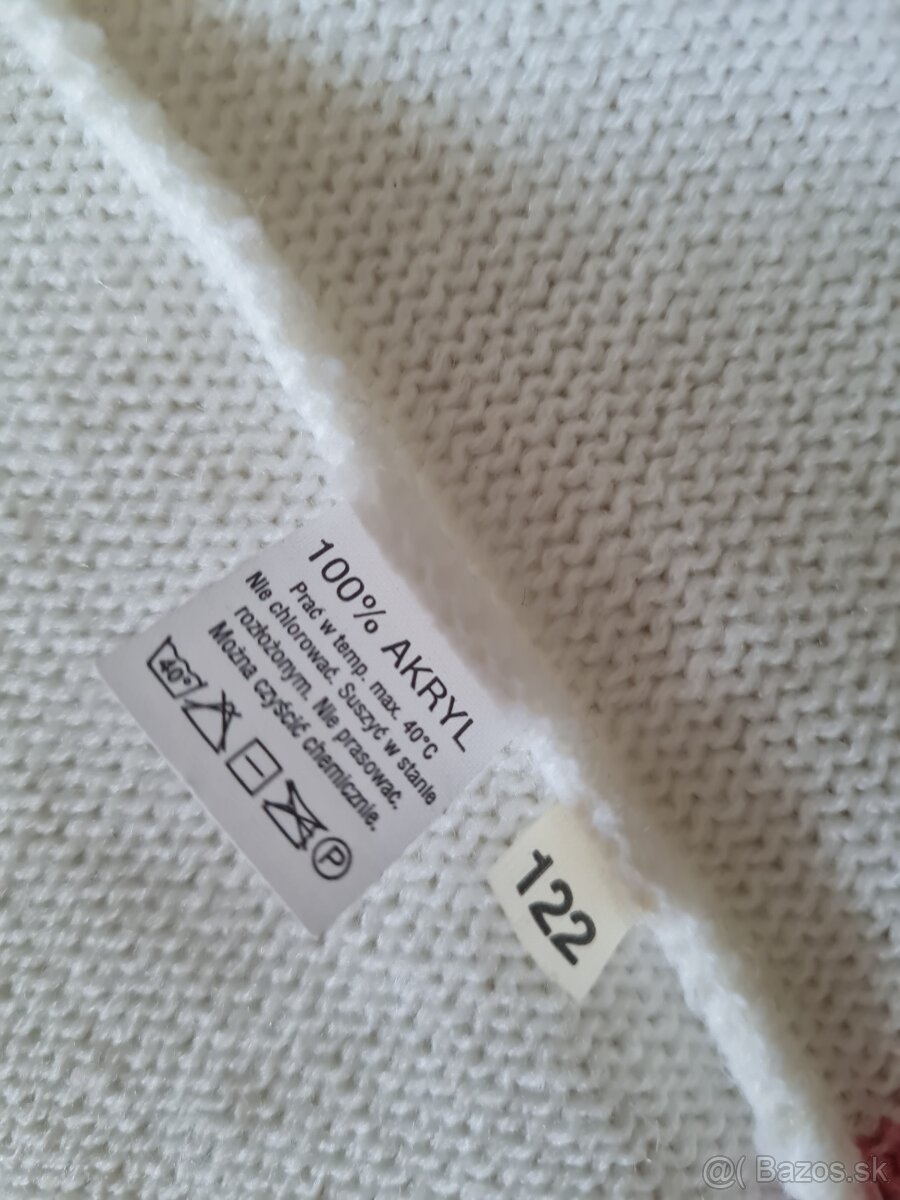 100% AKRYL
Prać w temp. max. 40°C
Nie chlorować. Suszyć w stanie
rozłożonym. Nie prasować.
Można czyścić chemicznie.
40°
P
122
@( Bazos.sk